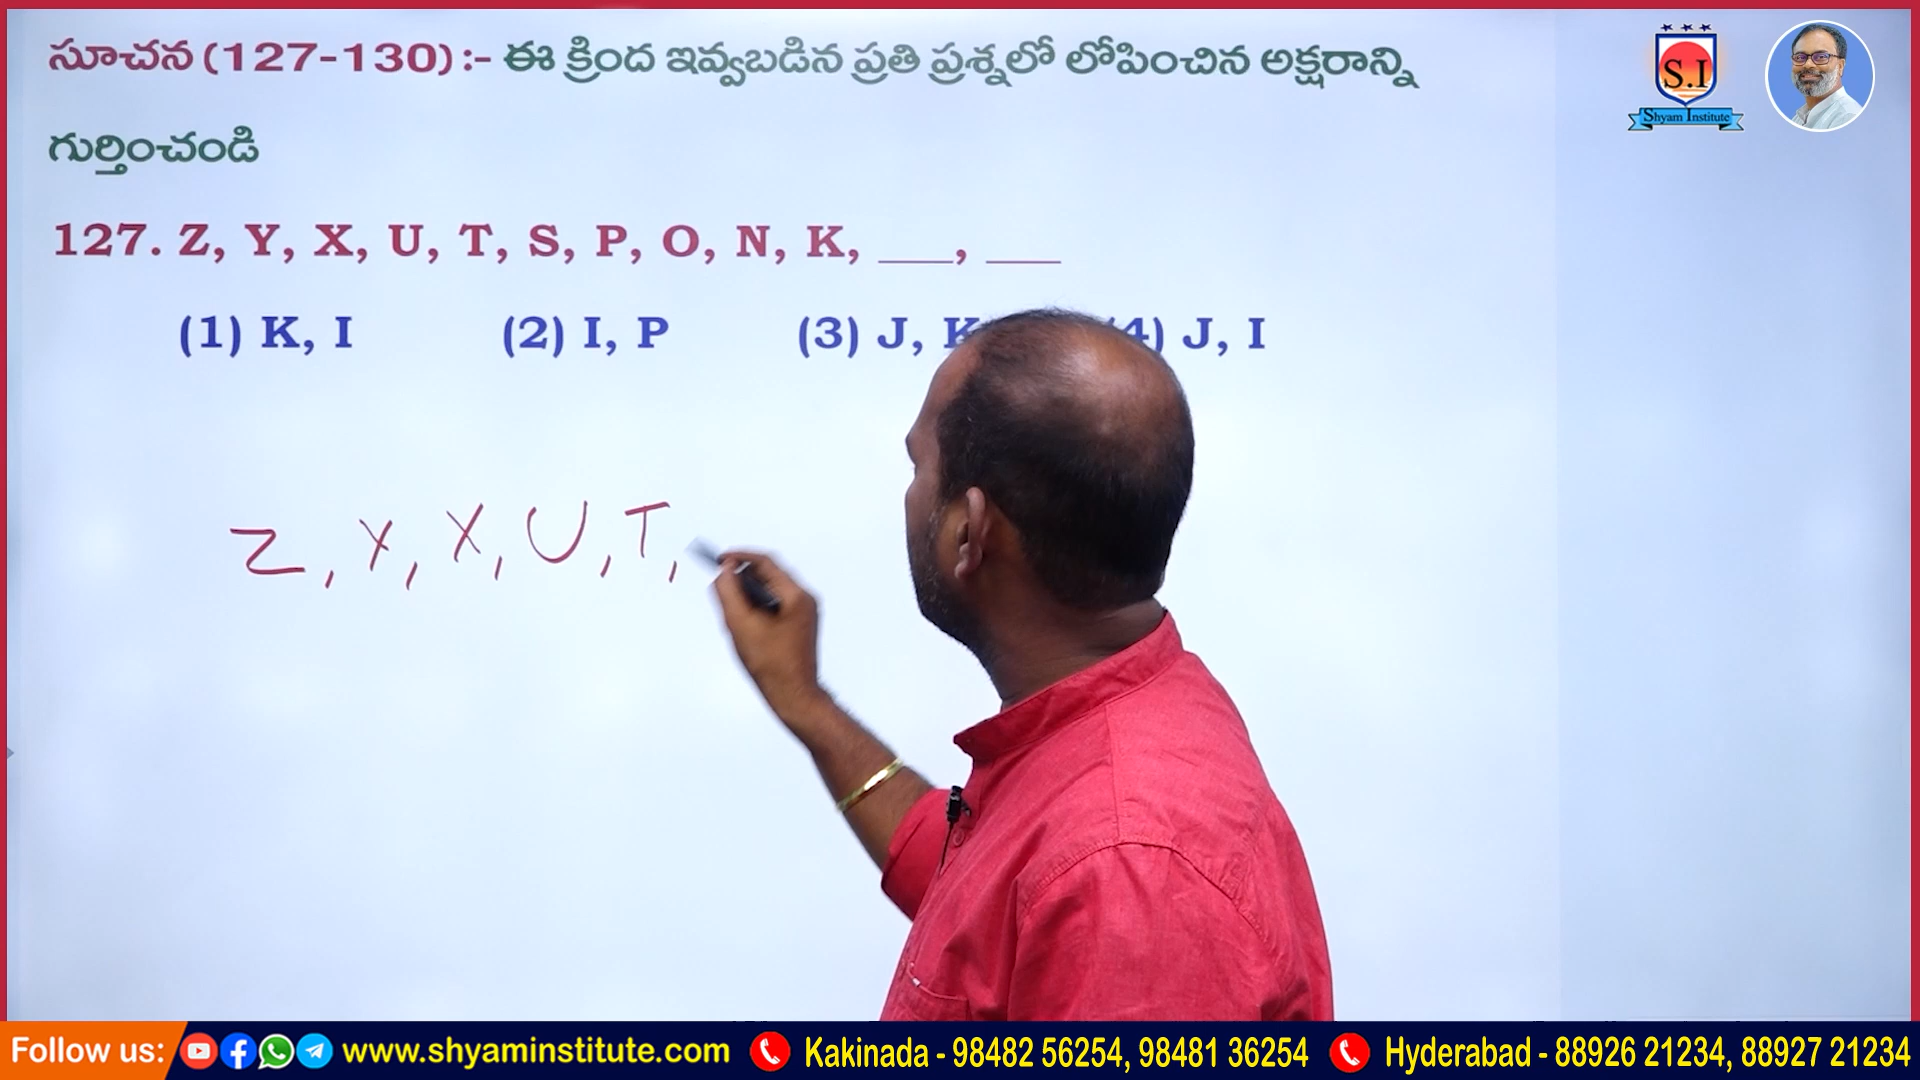 సూచన (127-130) :- ఈ క్రింద ఇవ్వబడిన ప్రతి ప్రశ్నలో లోపించిన అక్షరాన్ని
గుర్తించండి
S.I
Shyam Institute
127. Z, Y, X, U, T, S, P, O, N, K, ___, ___
(1) K, I (2) I, P (3) J, K (4) J, I
Z, Y, X, U, T,
Follow us: www.shyaminstitute.com Kakinada - 98482 56254, 98481 36254 Hyderabad - 88926 21234, 88927 21234